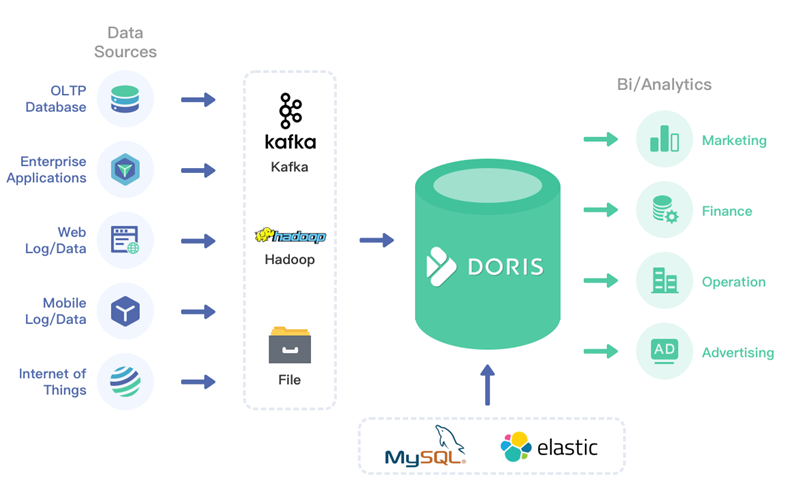 Data
Sources
OLTP
Database
Enterprise
Applications
Web
Log/Data
Mobile
Log/Data
Internet of
Things
kafka
Kafka
hadoop
Hadoop
File
DORIS
MySQL®
elastic
Bi/Analytics
Marketing
Finance
Operation
AD
Advertising